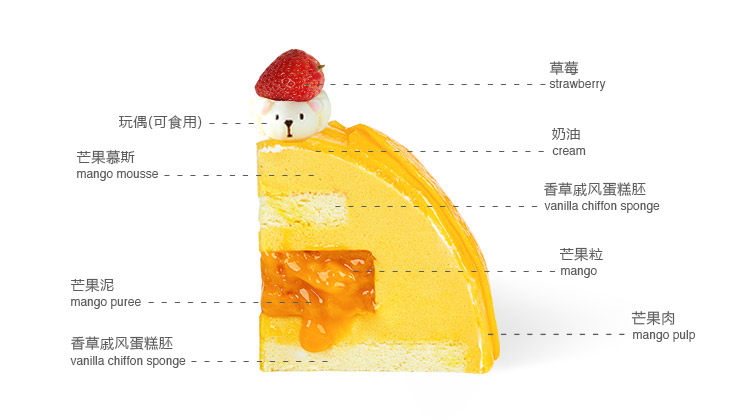 草莓
strawberry
玩偶(可食用)
奶油
cream
芒果慕斯
mango mousse
香草戚风蛋糕胚
vanilla chiffon sponge
芒果粒
mango
芒果泥
mango puree
芒果肉
mango pulp
香草戚风蛋糕胚
vanilla chiffon sponge